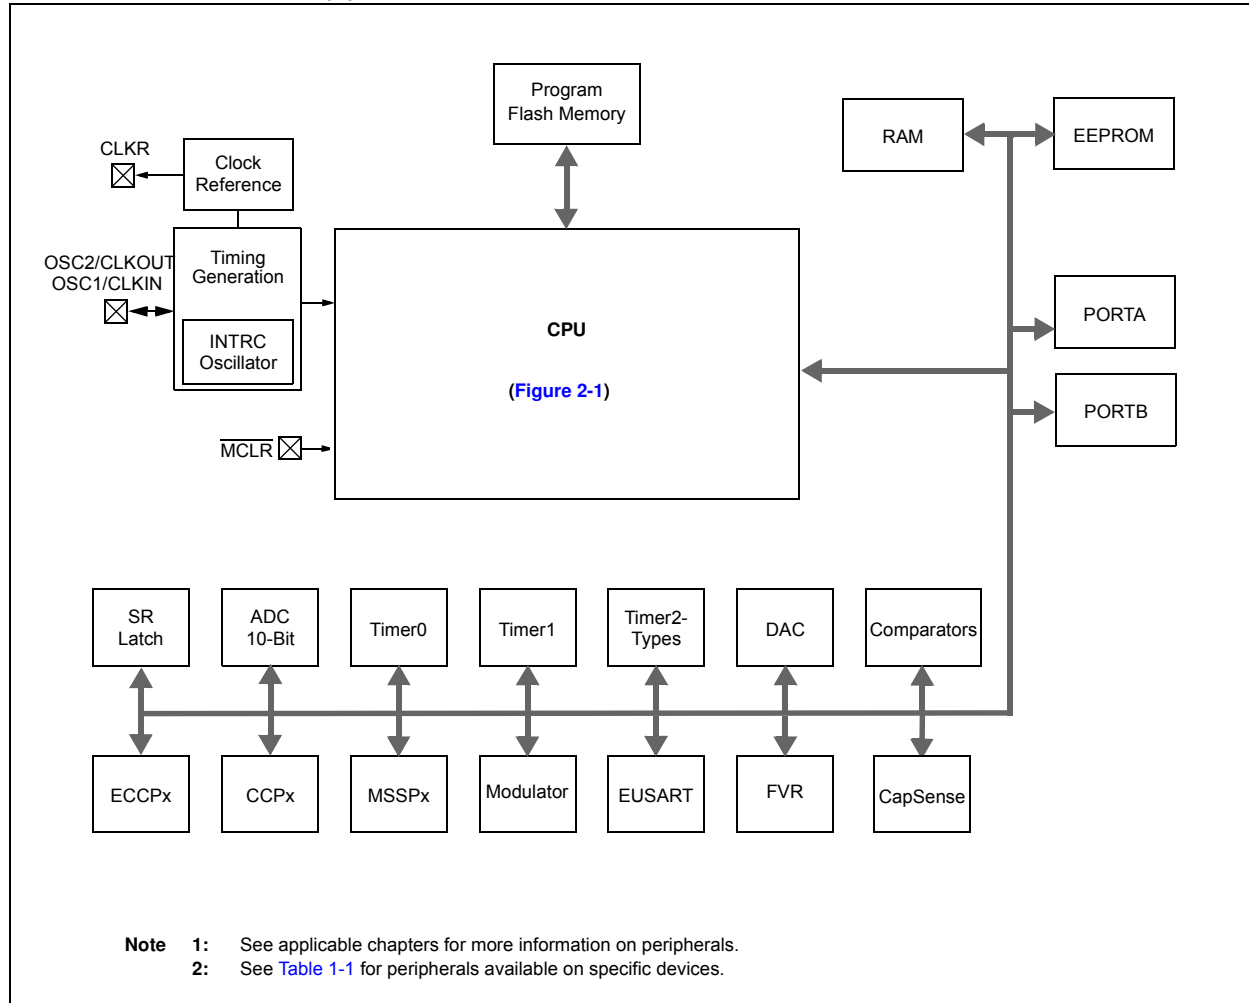 Program
Flash Memory
RAM
EEPROM
CLKR
Clock
Reference
OSC2/CLKOUT
OSC1/CLKIN
Timing
Generation
INTRC
Oscillator
MCLR
CPU
(Figure 2-1)
PORTA
PORTB
SR
Latch
ADC
10-Bit
Timer0
Timer1
Timer2-
Types
DAC
Comparators
ECCPx
CCPx
MSSPx
Modulator
EUSART
FVR
CapSense
Note 1: See applicable chapters for more information on peripherals.
2: See Table 1-1 for peripherals available on specific devices.